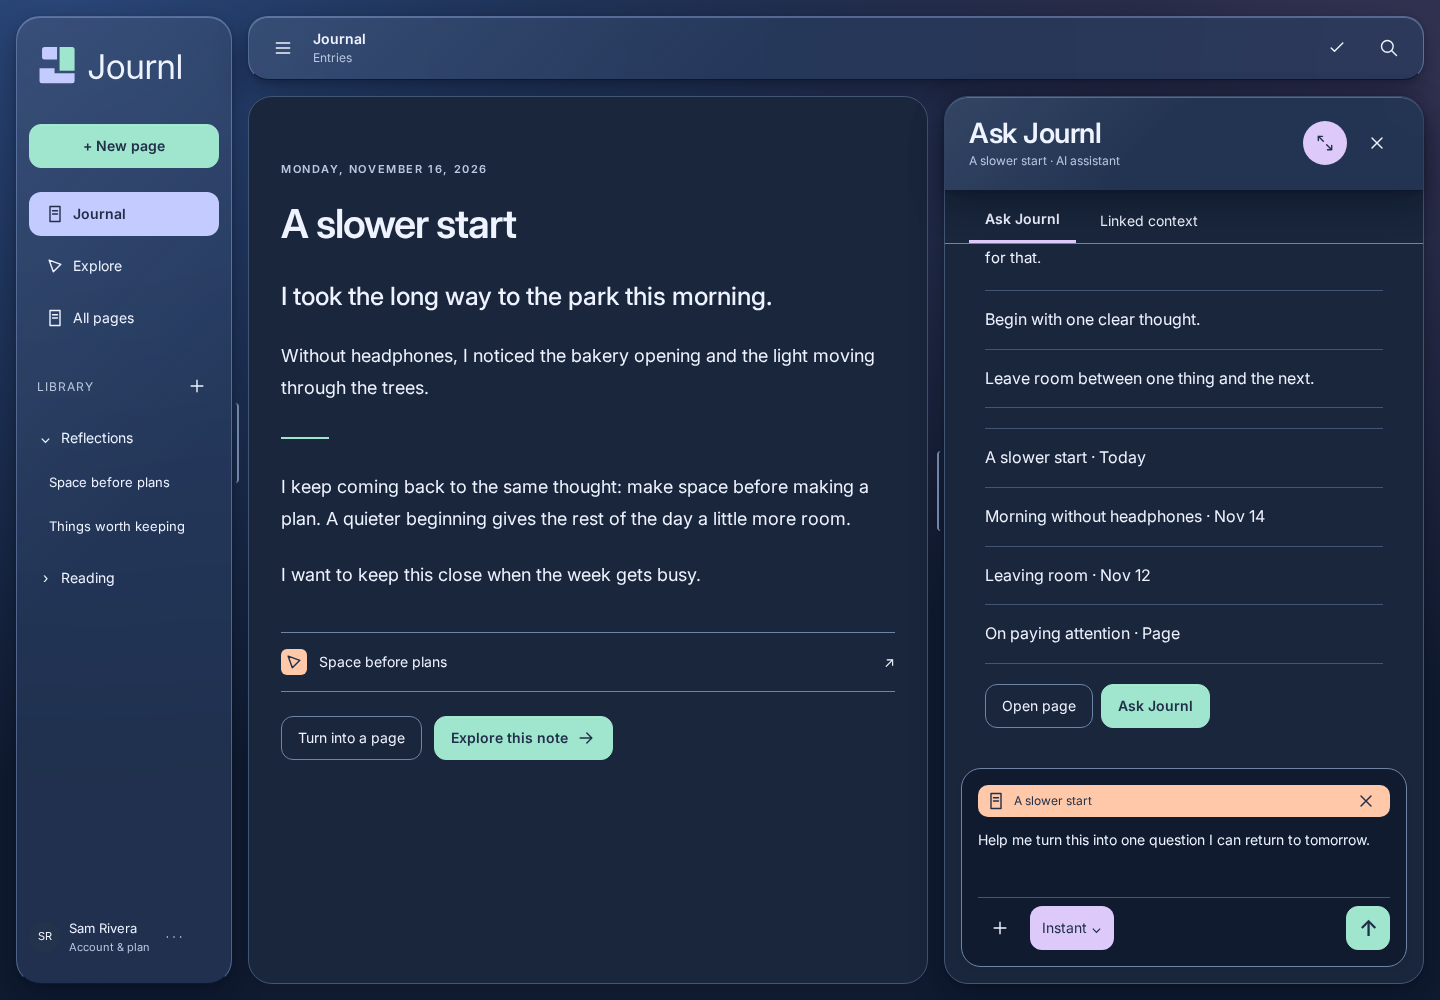 Journl
+ New page
Journal
Explore
All pages
LIBRARY
Reflections
Space before plans
Things worth keeping
Reading
SR
Sam Rivera
Account & plan
Journal
Entries
MONDAY, NOVEMBER 16, 2026
A slower start
I took the long way to the park this morning.
Without headphones, I noticed the bakery opening and the light moving
through the trees.
I keep coming back to the same thought: make space before making a
plan. A quieter beginning gives the rest of the day a little more room.
I want to keep this close when the week gets busy.
Space before plans
Turn into a page
Explore this note
Ask Journl
A slower start · AI assistant
Ask Journl
Linked context
for that.
Begin with one clear thought.
Leave room between one thing and the next.
A slower start · Today
Morning without headphones · Nov 14
Leaving room · Nov 12
On paying attention · Page
Open page
Ask Journl
A slower start
Help me turn this into one question I can return to tomorrow.
Instant